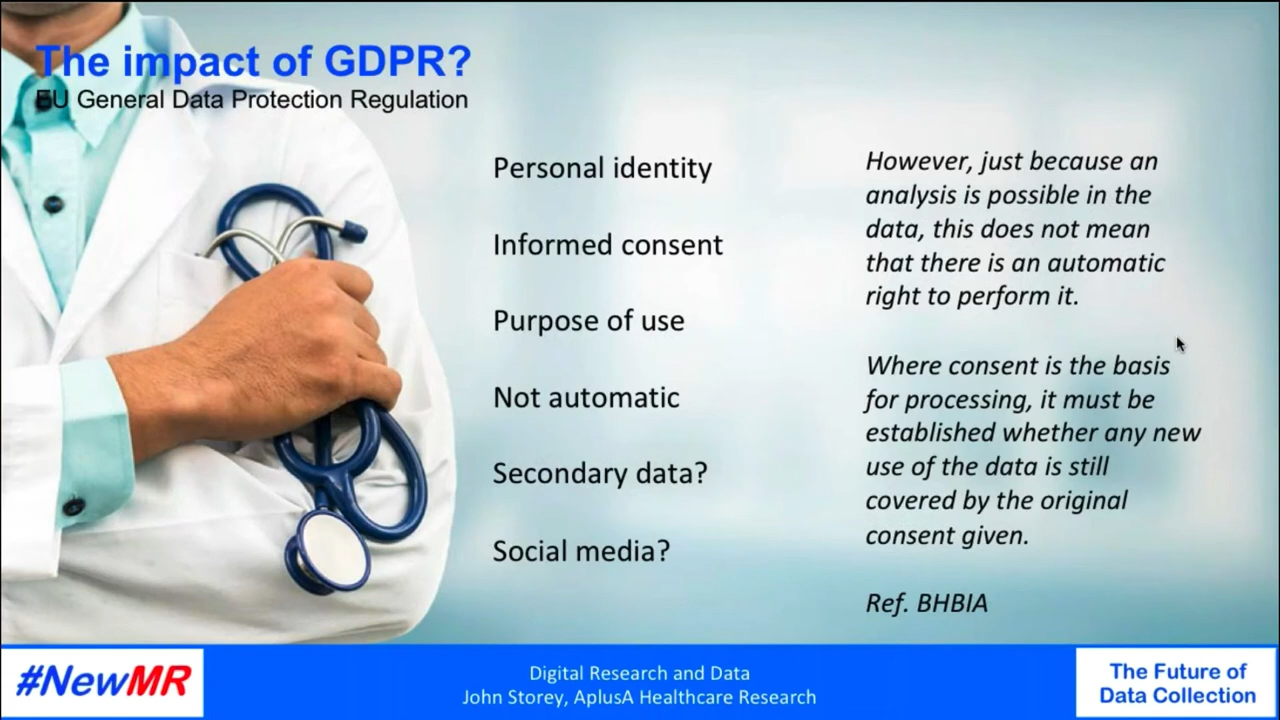 The impact of GDPR?
EU General Data Protection Regulation
Personal identity
Informed consent
Purpose of use
Not automatic
Secondary data?
Social media?
However, just because an
analysis is possible in the
data, this does not mean
that there is an automatic
right to perform it.
Where consent is the basis
for processing, it must be
established whether any new
use of the data is still
covered by the original
consent given.
Ref. BHBIA
#NewMR
Digital Research and Data
John Storey, AplusA Healthcare Research
The Future of
Data Collection